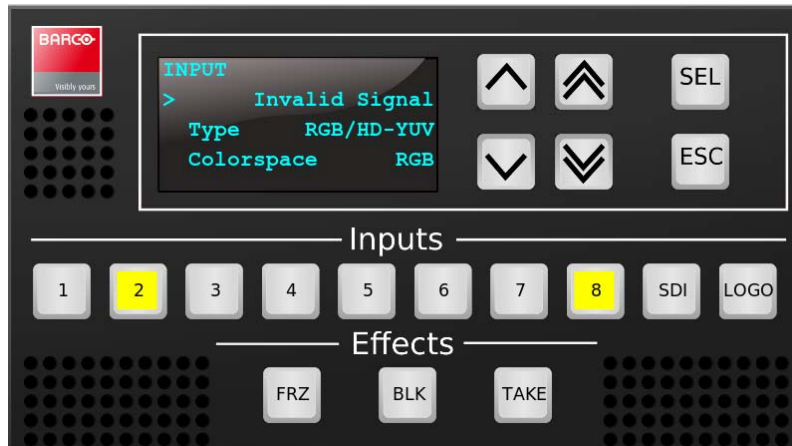 BARCO
Visibly yours
INPUT
> Invalid Signal
Type RGB/HD-YUV
Colorspace RGB
SEL
ESC
Inputs
1 2 3 4 5 6 7 8 SDI LOGO
Effects
FRZ BLK TAKE